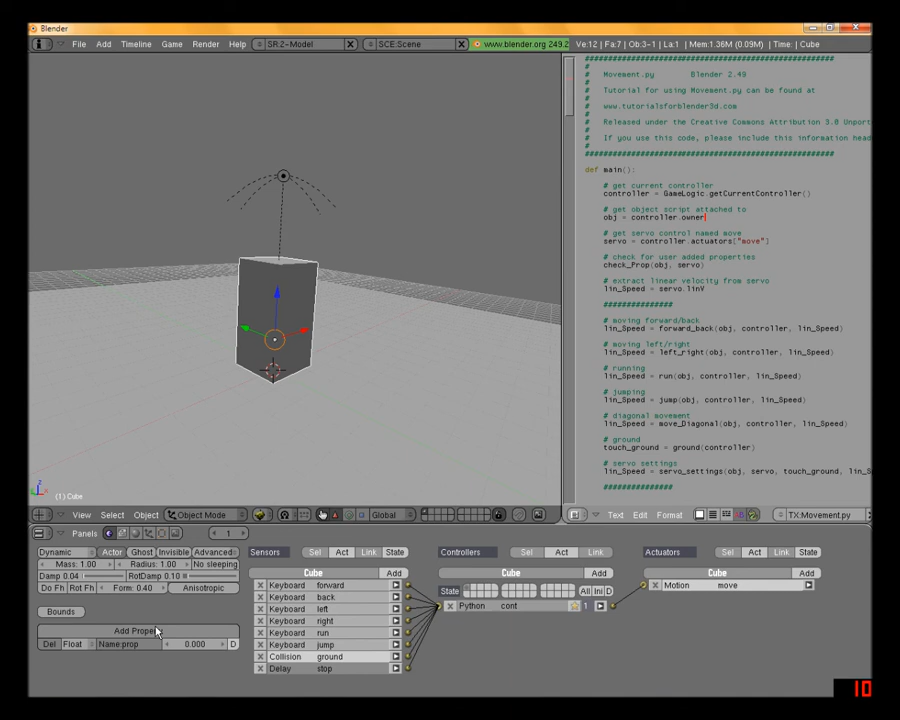 Blender
File Add Timeline Game Render Help SR:2-Model SCE:Scene www.blender.org 249.2 Ve:12 | Fa:7 | Ob:3-1 | La:1 | Mem:1.36M (0.09M) | Time: | Cube
##########################################################
#
# Movement.py Blender 2.49
#
# Tutorial for using Movement.py can be found at
#
# www.tutorialsforblender3d.com
#
# Released under the Creative Commons Attribution 3.0 Unport
#
# If you use this code, please include this information head
#
##########################################################
def main():
# get current controller
controller = GameLogic.getCurrentController()
# get object script attached to
obj = controller.owner
# get servo control named move
servo = controller.actuators["move"]
# check for user added properties
check_Prop(obj, servo)
# extract linear velocity from servo
lin_Speed = servo.linV
################
# moving forward/back
lin_Speed = forward_back(obj, controller, lin_Speed)
# moving left/right
lin_Speed = left_right(obj, controller, lin_Speed)
# running
lin_Speed = run(obj, controller, lin_Speed)
# jumping
lin_Speed = jump(obj, controller, lin_Speed)
# diagonal movement
lin_Speed = move_Diagonal(obj, controller, lin_Speed)
# ground
touch_ground = ground(controller)
# servo settings
lin_Speed = servo_settings(obj, servo, touch_ground, lin_S
################
z
(1) Cube
View Select Object Object Mode Global Text Edit Format TX:Movement.py
Panels 1
Dynamic Actor Ghost Invisible Advanced Sensors Sel Act Link State Controllers Sel Act Link Actuators Sel Act Link State
Mass: 1.00 Radius: 1.00 No sleeping
Cube Add Cube Add Cube Add
Damp 0.04 RotDamp 0.10
Do Fh Rot Fh Form: 0.40 Anisotropic
Keyboard forward
State All Ini D
Motion move
Keyboard back
Python cont 1
Keyboard left
Bounds
Keyboard right
Add Prope
Keyboard run
Del Float Name:prop 0.000 D
Keyboard jump
Collision ground
Delay stop
10